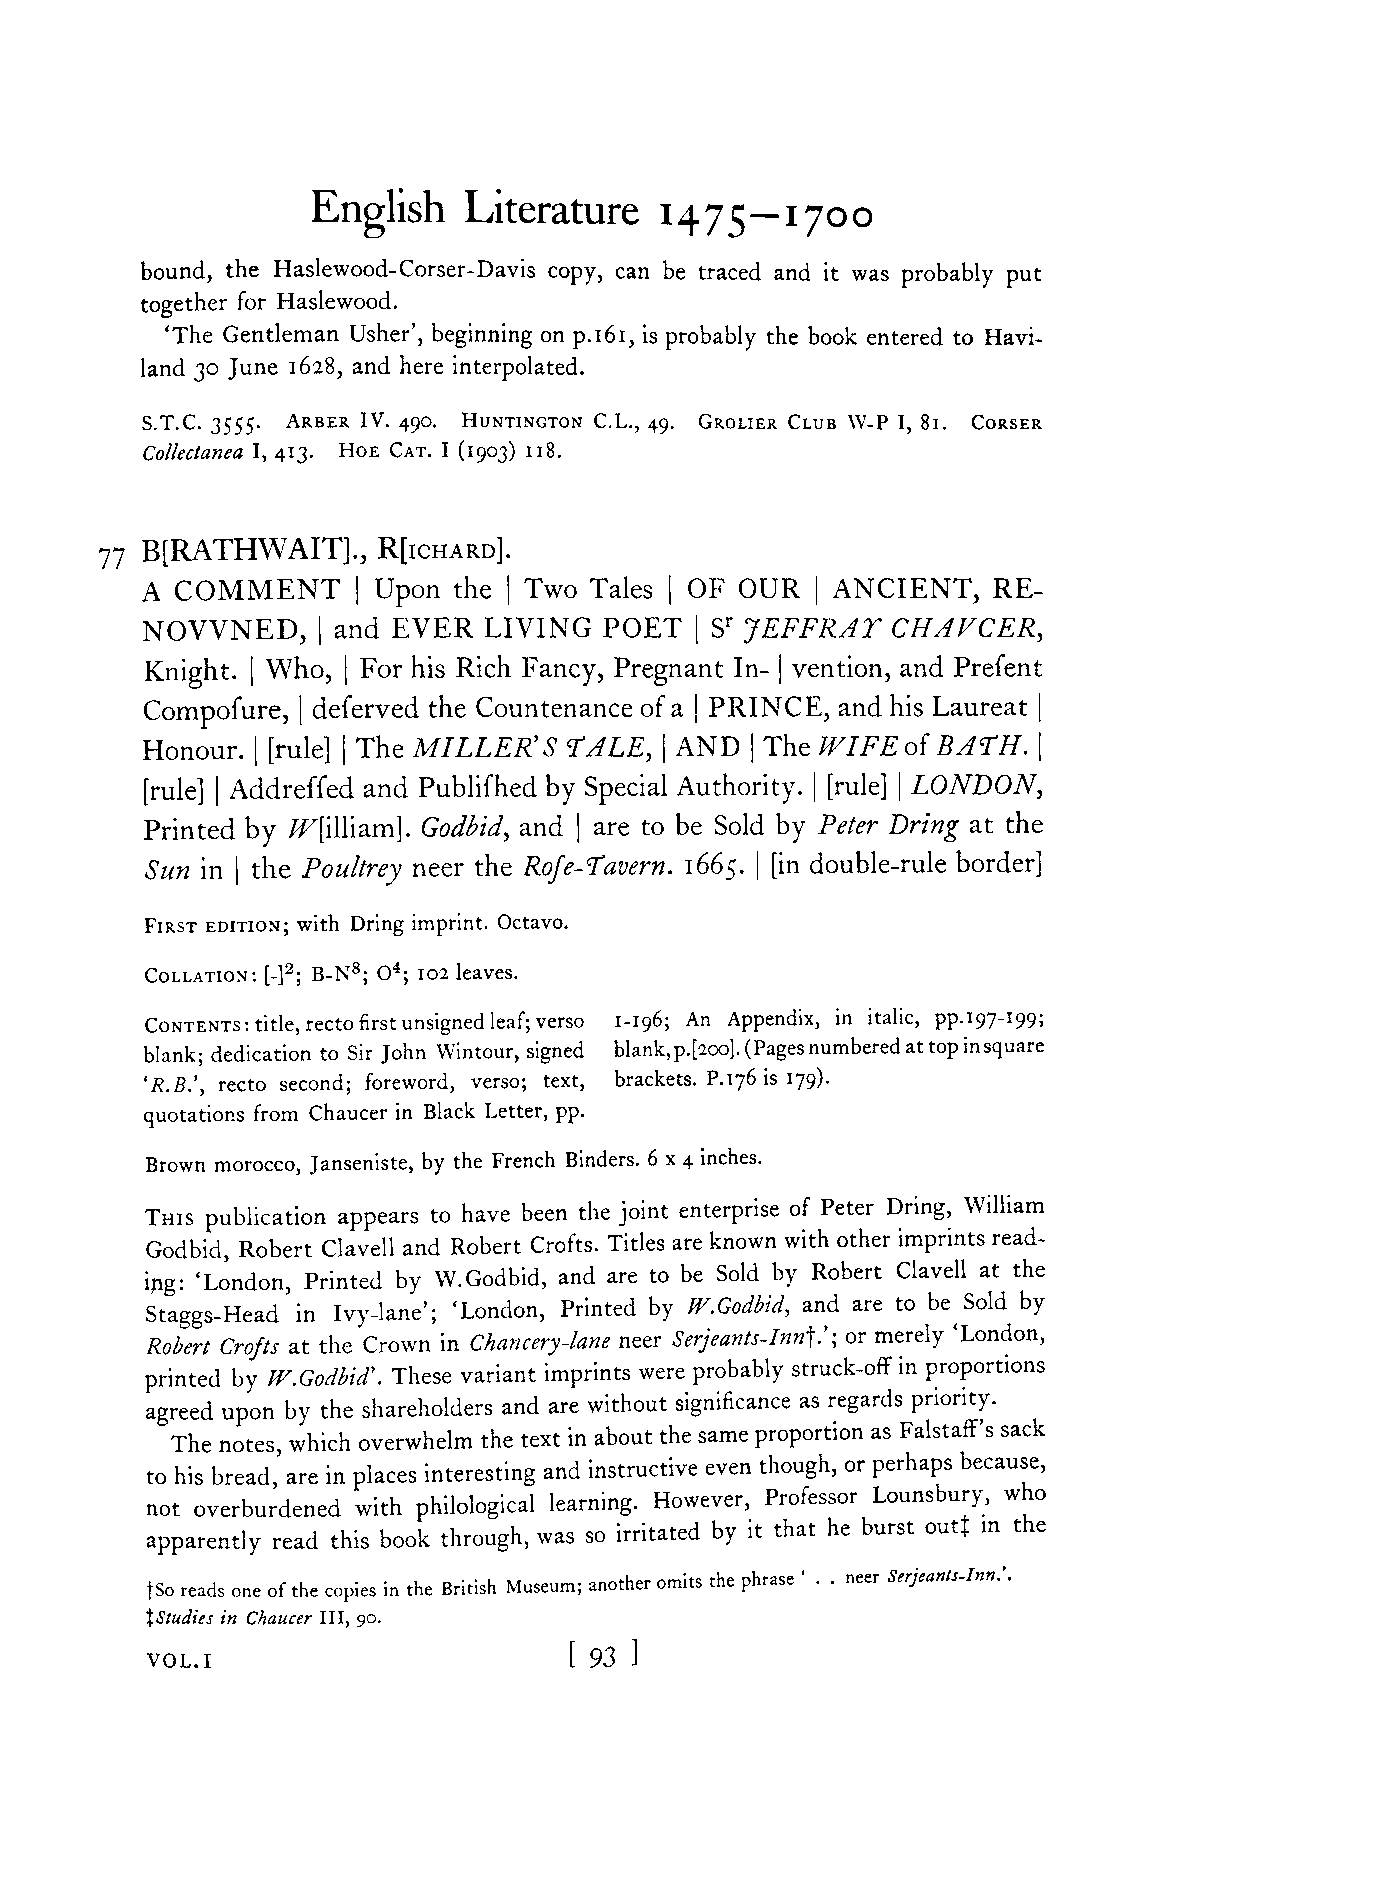 English Literature 1475—1700
bound, the Haslewood-Corser-Davis copy, can be traced and it was probably put
together for Haslewood.
‘The Gentleman Usher’, beginning on p.161, is probably the book entered to Havi-
land 30 June 1628, and here interpolated.
S.T.C. 3555. ARBER IV. 490. HUNTINGTON C.L., 49. GROLIER CLUB W-P I, 81. CORSER
Collectanea I, 413. HOE CAT. I (1903) 118.
77 B[RATHWAIT]., R[ICHARD].
A COMMENT | Upon the | Two Tales | OF OUR | ANCIENT, RE-
NOVVNED, | and EVER LIVING POET | Sʳ JEFFRAY CHAVCER,
Knight. | Who, | For his Rich Fancy, Pregnant In- | vention, and Preſent
Compoſure, | deſerved the Countenance of a | PRINCE, and his Laureat |
Honour. | [rule] | The MILLER’S TALE, | AND | The WIFE of BATH. |
[rule] | Addreſſed and Publiſhed by Special Authority. | [rule] | LONDON,
Printed by W[illiam]. Godbid, and | are to be Sold by Peter Dring at the
Sun in | the Poultrey neer the Roſe-Tavern. 1665. | [in double-rule border]
FIRST EDITION; with Dring imprint. Octavo.
COLLATION: [-]²; B-N⁸; O⁴; 102 leaves.
CONTENTS: title, recto first unsigned leaf; verso
blank; dedication to Sir John Wintour, signed
‘R.B.’, recto second; foreword, verso; text,
quotations from Chaucer in Black Letter, pp.
1-196; An Appendix, in italic, pp.197-199;
blank, p.[200]. (Pages numbered at top in square
brackets. P.176 is 179).
Brown morocco, Janseniste, by the French Binders. 6 x 4 inches.
THIS publication appears to have been the joint enterprise of Peter Dring, William
Godbid, Robert Clavell and Robert Crofts. Titles are known with other imprints read-
ing: ‘London, Printed by W.Godbid, and are to be Sold by Robert Clavell at the
Staggs-Head in Ivy-lane’; ‘London, Printed by W.Godbid, and are to be Sold by
Robert Crofts at the Crown in Chancery-lane neer Serjeants-Inn†.’; or merely ‘London,
printed by W.Godbid’. These variant imprints were probably struck-off in proportions
agreed upon by the shareholders and are without significance as regards priority.
The notes, which overwhelm the text in about the same proportion as Falstaff’s sack
to his bread, are in places interesting and instructive even though, or perhaps because,
not overburdened with philological learning. However, Professor Lounsbury, who
apparently read this book through, was so irritated by it that he burst out‡ in the
†So reads one of the copies in the British Museum; another omits the phrase ‘ . . neer Serjeants-Inn.’.
‡Studies in Chaucer III, 90.
VOL.I [ 93 ]